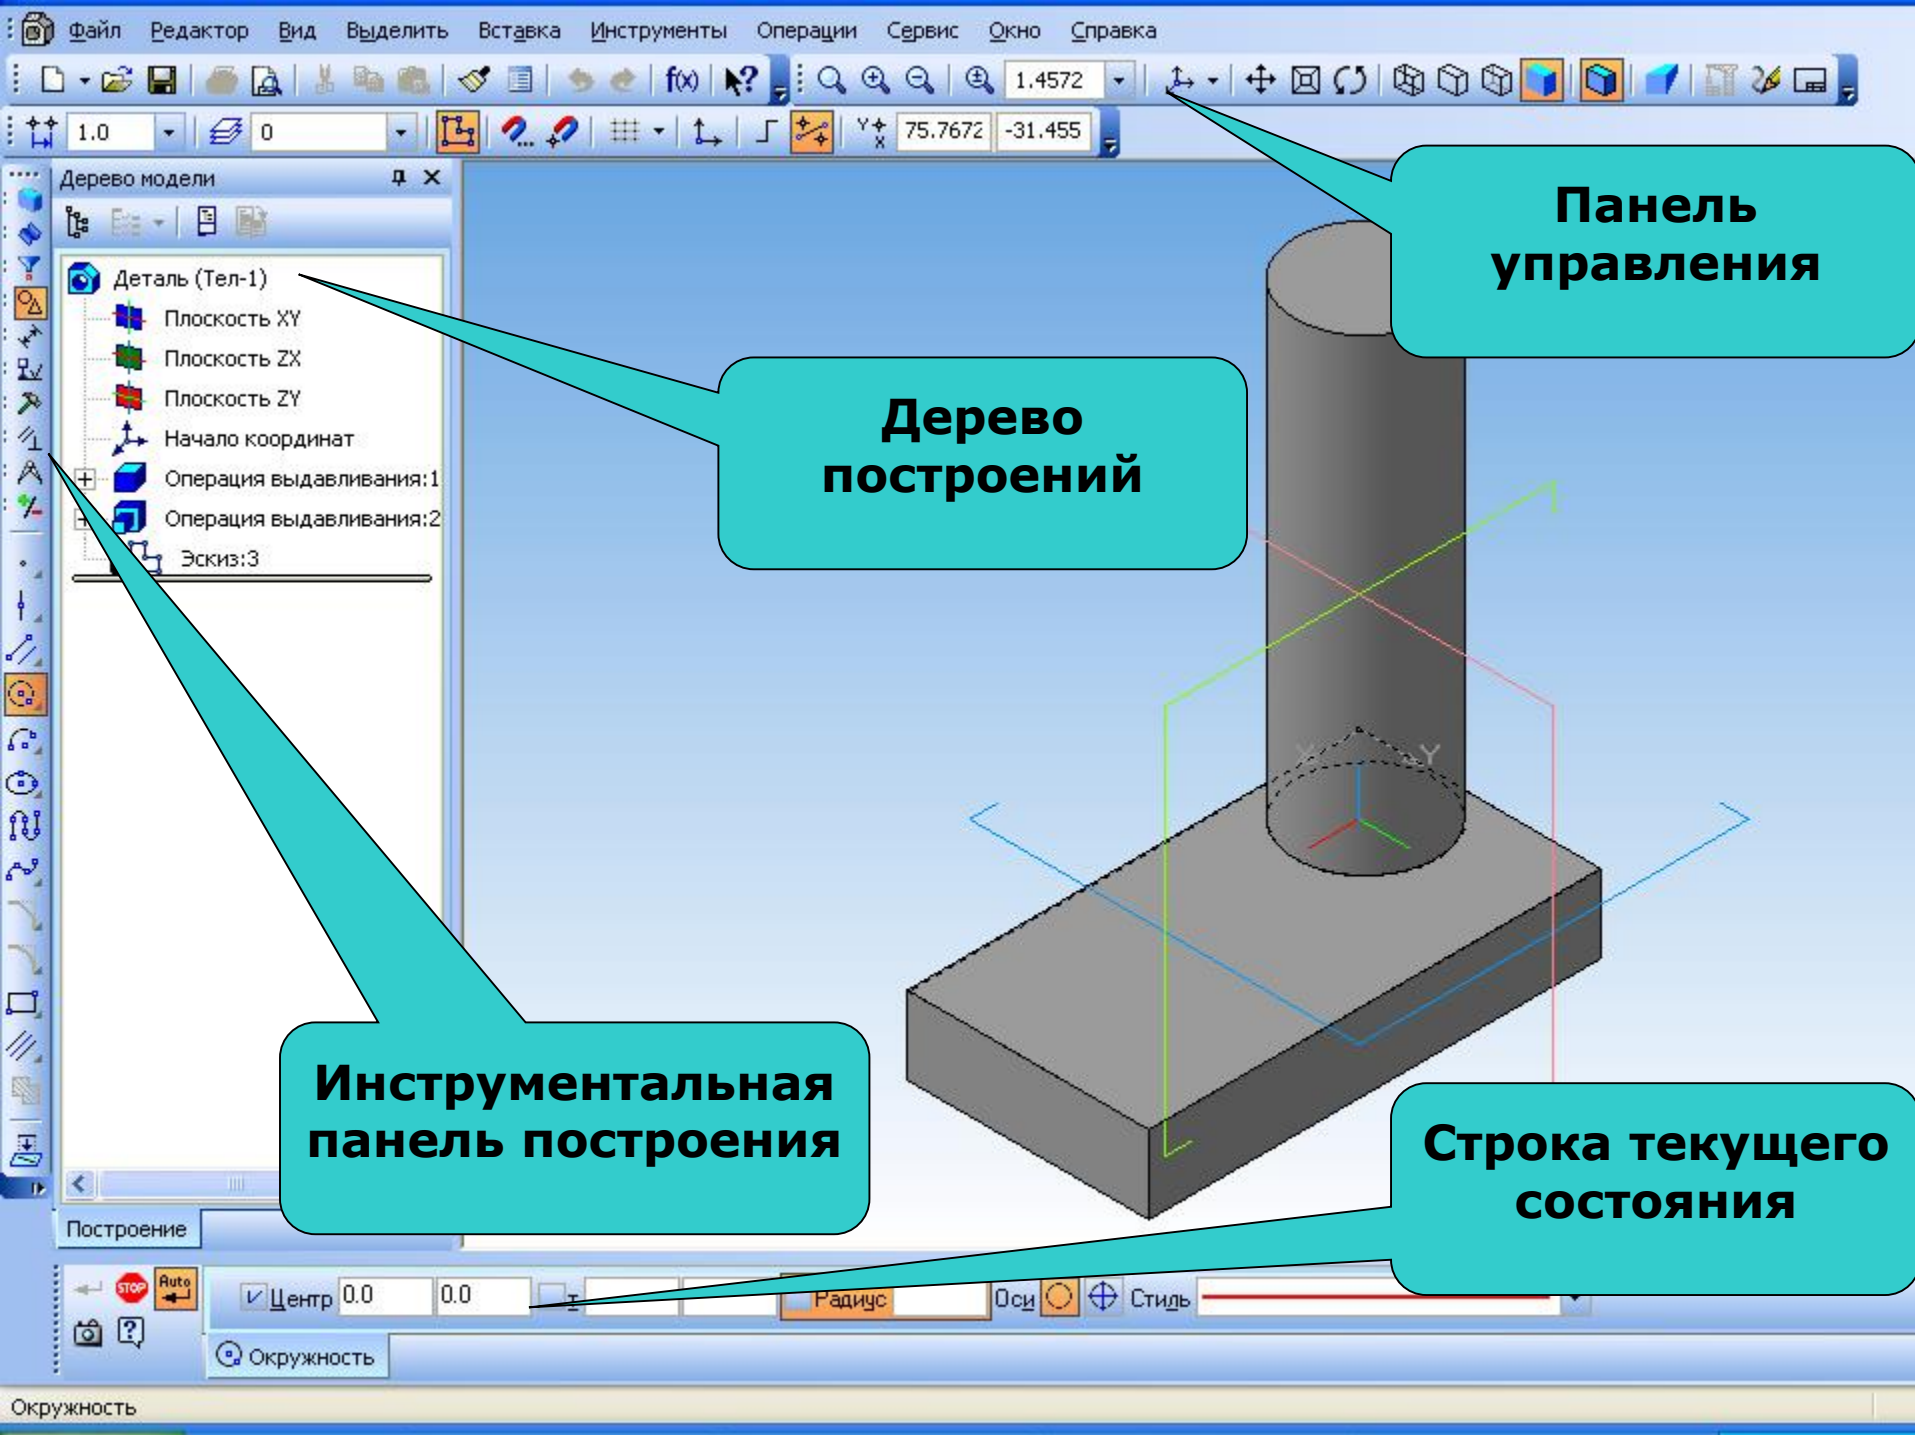 Файл Редактор Вид Выделить Вставка Инструменты Операции Сервис Окно Справка
f(x) ? 1.4572
1.0 0 Y X 75.7672 -31.455
Дерево модели
Деталь (Тел-1)
Плоскость XY
Плоскость ZX
Плоскость ZY
Начало координат
Операция выдавливания:1
Операция выдавливания:2
Эскиз:3
Панель
управления
Дерево
построений
X Y
Инструментальная
панель построения
Строка текущего
состояния
Построение
STOP Auto
Центр 0.0 0.0 Радиус Оси Стиль
?
Окружность
Окружность